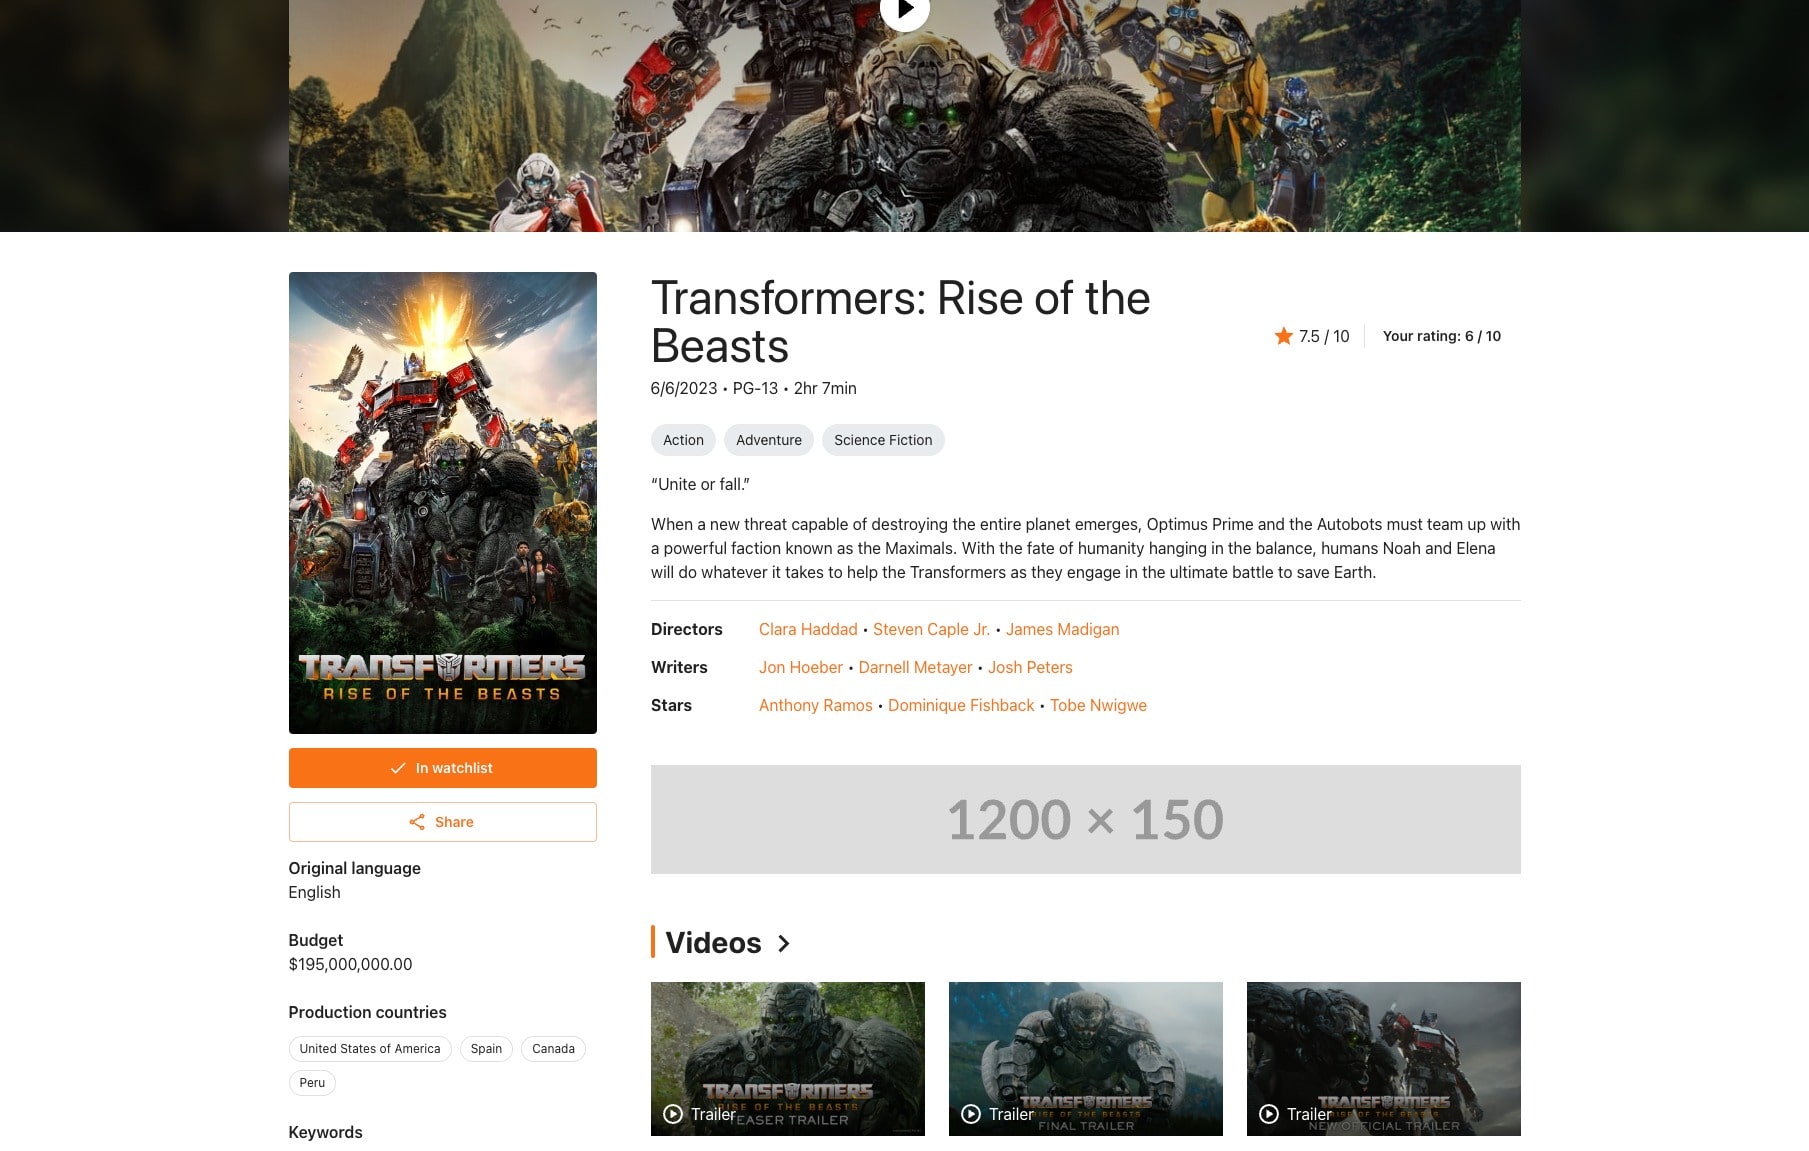 Transformers: Rise of the
Beasts
7.5 / 10
Your rating: 6 / 10
6/6/2023 • PG-13 • 2hr 7min
Action
Adventure
Science Fiction
“Unite or fall.”
When a new threat capable of destroying the entire planet emerges, Optimus Prime and the Autobots must team up with
a powerful faction known as the Maximals. With the fate of humanity hanging in the balance, humans Noah and Elena
will do whatever it takes to help the Transformers as they engage in the ultimate battle to save Earth.
Directors Clara Haddad • Steven Caple Jr. • James Madigan
Writers Jon Hoeber • Darnell Metayer • Josh Peters
Stars Anthony Ramos • Dominique Fishback • Tobe Nwigwe
TRANSFORMERS
RISE OF THE BEASTS
In watchlist
Share
Original language
English
Budget
$195,000,000.00
Production countries
United States of America
Spain
Canada
Peru
Keywords
1200 × 150
Videos
TRANSFORMERS
RISE OF THE BEASTS
TEASER TRAILER
Trailer
TRANSFORMERS
RISE OF THE BEASTS
FINAL TRAILER
Trailer
TRANSFORMERS
RISE OF THE BEASTS
NEW OFFICIAL TRAILER
Trailer